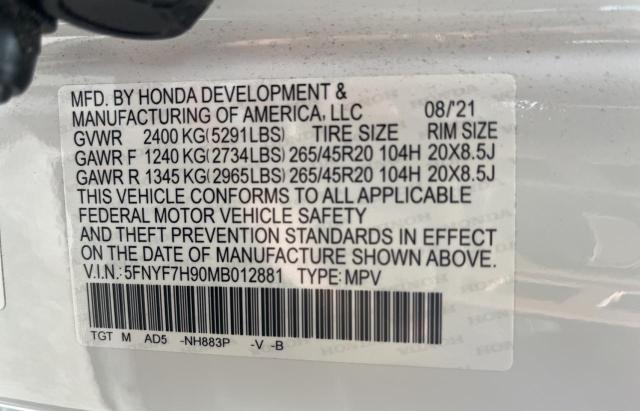 MFD. BY HONDA DEVELOPMENT &
MANUFACTURING OF AMERICA, LLC 08/'21
GVWR 2400 KG(5291LBS) TIRE SIZE RIM SIZE
GAWR F 1240 KG(2734LBS) 265/45R20 104H 20X8.5J
GAWR R 1345 KG(2965LBS) 265/45R20 104H 20X8.5J
THIS VEHICLE CONFORMS TO ALL APPLICABLE
FEDERAL MOTOR VEHICLE SAFETY
AND THEFT PREVENTION STANDARDS IN EFFECT
ON THE DATE OF MANUFACTURE SHOWN ABOVE.
V.I.N.:5FNYF7H90MB012881 TYPE: MPV
TGT M AD5 -NH883P -V -B